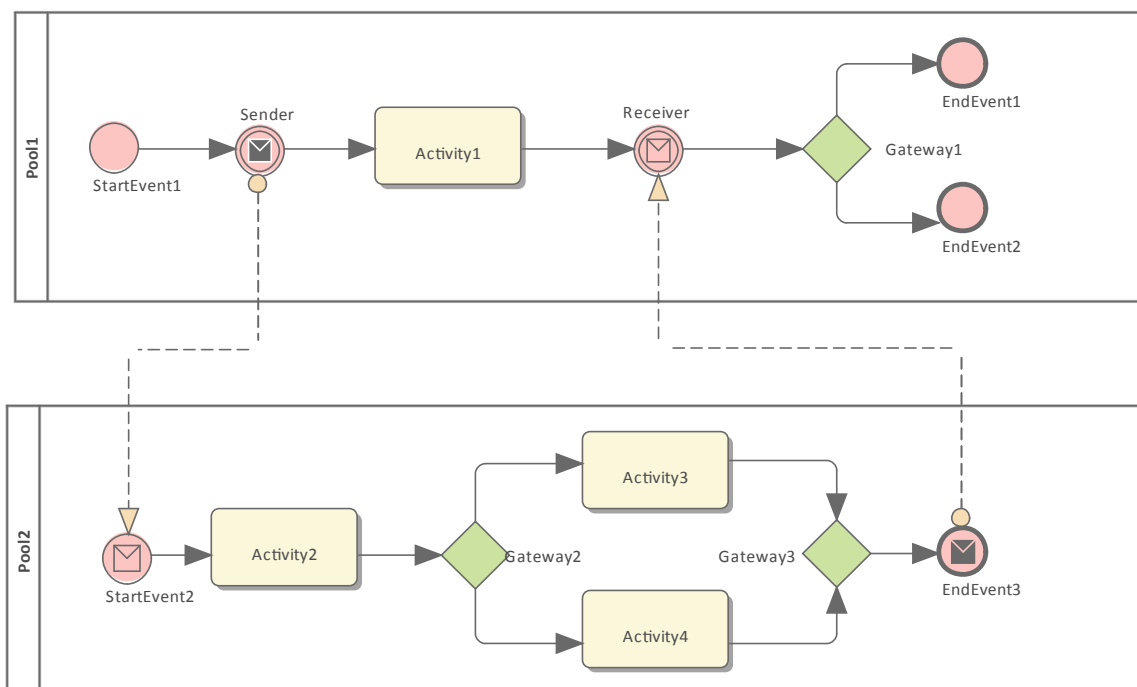 Pool1
StartEvent1
Sender
Activity1
Receiver
Gateway1
EndEvent1
EndEvent2
Pool2
StartEvent2
Activity2
Gateway2
Activity3
Activity4
Gateway3
EndEvent3